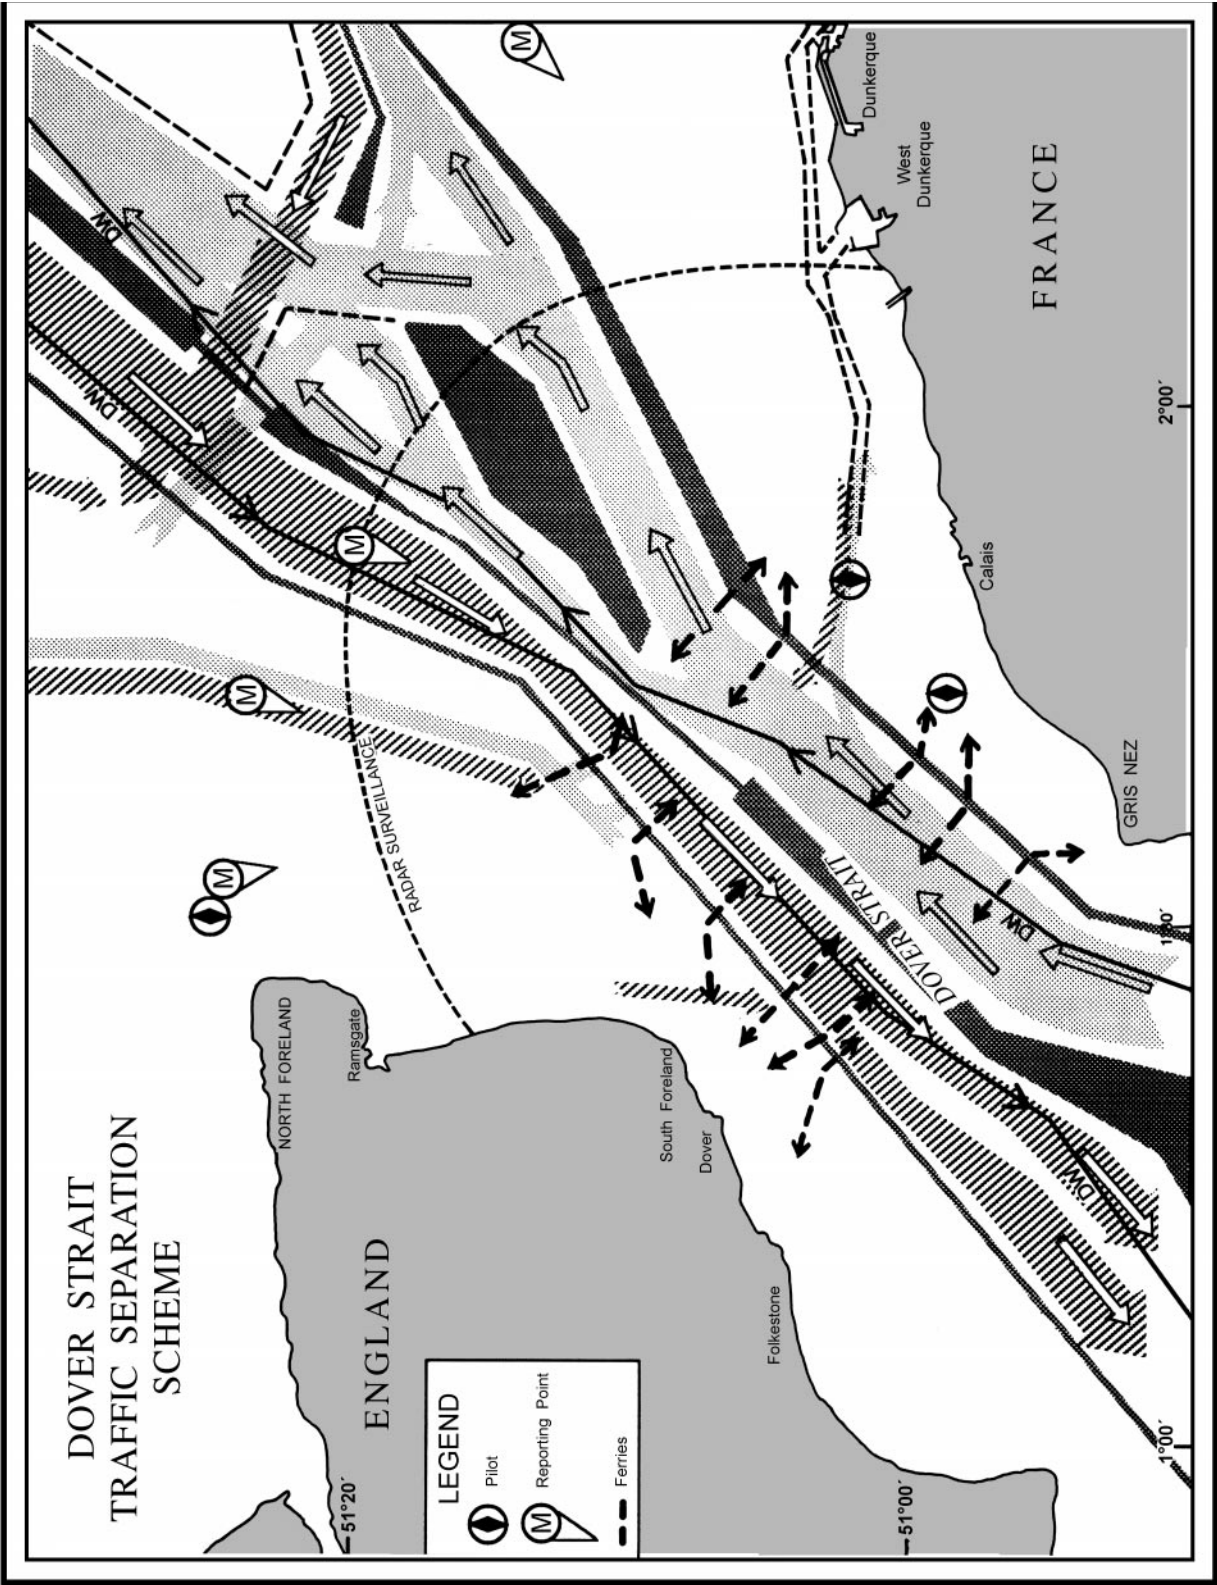 DOVER STRAIT
TRAFFIC SEPARATION
SCHEME
ENGLAND
NORTH FORELAND
Ramsgate
RADAR SURVEILLANCE
South Foreland
Dover
Folkestone
DOVER STRAIT
DW
DW
DW
DW
M
M
M
M
FRANCE
Dunkerque
West
Dunkerque
Calais
GRIS NEZ
51°20´
51°00´
1°00´
1°30´
2°00´
LEGEND
Pilot
M
Reporting Point
Ferries